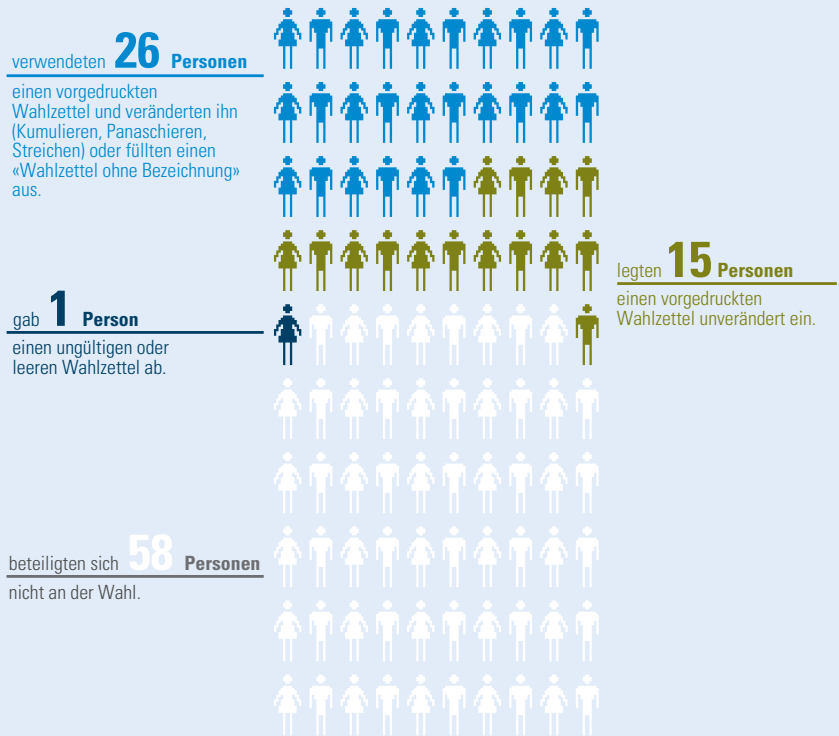 verwendeten 26 Personen
einen vorgedruckten
Wahlzettel und veränderten ihn
(Kumulieren, Panaschieren,
Streichen) oder füllten einen
«Wahlzettel ohne Bezeichnung»
aus.
legten 15 Personen
einen vorgedruckten
Wahlzettel unverändert ein.
gab 1 Person
einen ungültigen oder
leeren Wahlzettel ab.
beteiligten sich 58 Personen
nicht an der Wahl.